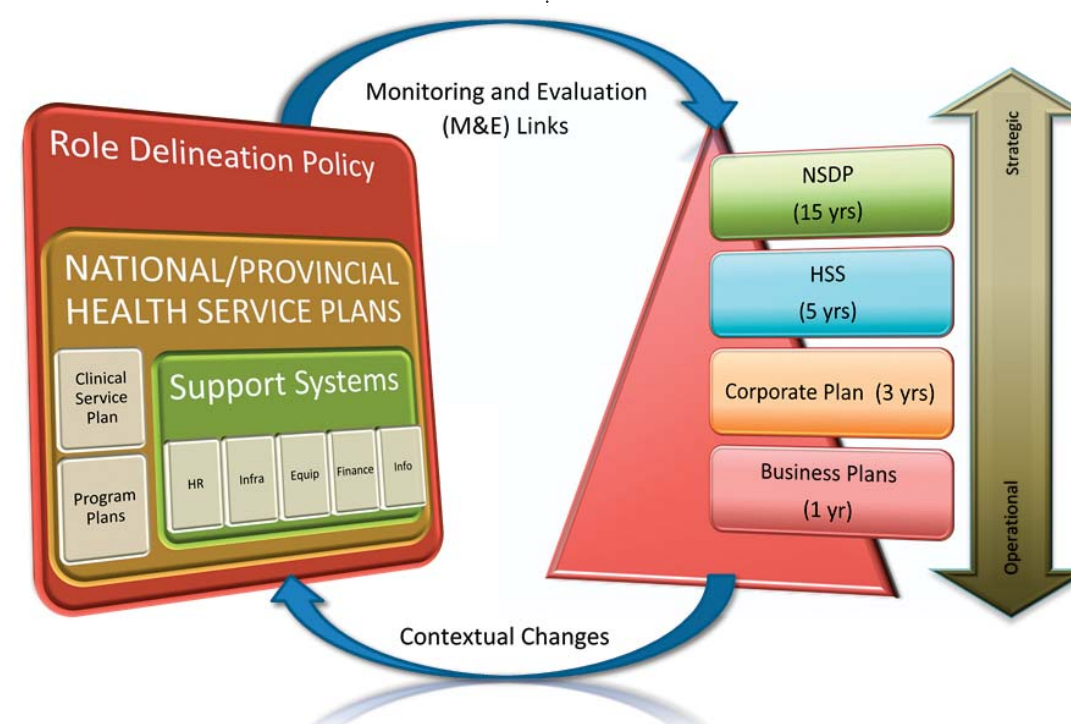 Monitoring and Evaluation
(M&E) Links
Role Delineation Policy
NATIONAL/PROVINCIAL
HEALTH SERVICE PLANS
Clinical
Service
Plan
Program
Plans
Support Systems
HR
Infra
Equip
Finance
Info
NSDP
(15 yrs)
HSS
(5 yrs)
Corporate Plan (3 yrs)
Business Plans
(1 yr)
Strategic
Operational
Contextual Changes